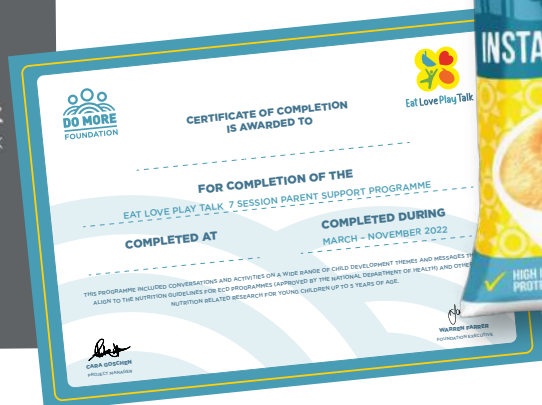 DO MORE
FOUNDATION
Eat Love Play Talk
CERTIFICATE OF COMPLETION
IS AWARDED TO
FOR COMPLETION OF THE
EAT LOVE PLAY TALK 7 SESSION PARENT SUPPORT PROGRAMME
COMPLETED AT
COMPLETED DURING
MARCH - NOVEMBER 2022
THIS PROGRAMME INCLUDED CONVERSATIONS AND ACTIVITIES ON A WIDE RANGE OF CHILD DEVELOPMENT THEMES AND MESSAGES
ALIGN TO THE NUTRITION GUIDELINES FOR ECD PROGRAMMES (APPROVED BY THE NATIONAL DEPARTMENT OF HEALTH) AND
NUTRITION RELATED RESEARCH FOR YOUNG CHILDREN UP TO 5 YEARS OF AGE.
CARA GOSCHEN
PROJECT MANAGER
WARREN FARRER
FOUNDATION EXECUTIVE
INSTA
HIGH
PROT